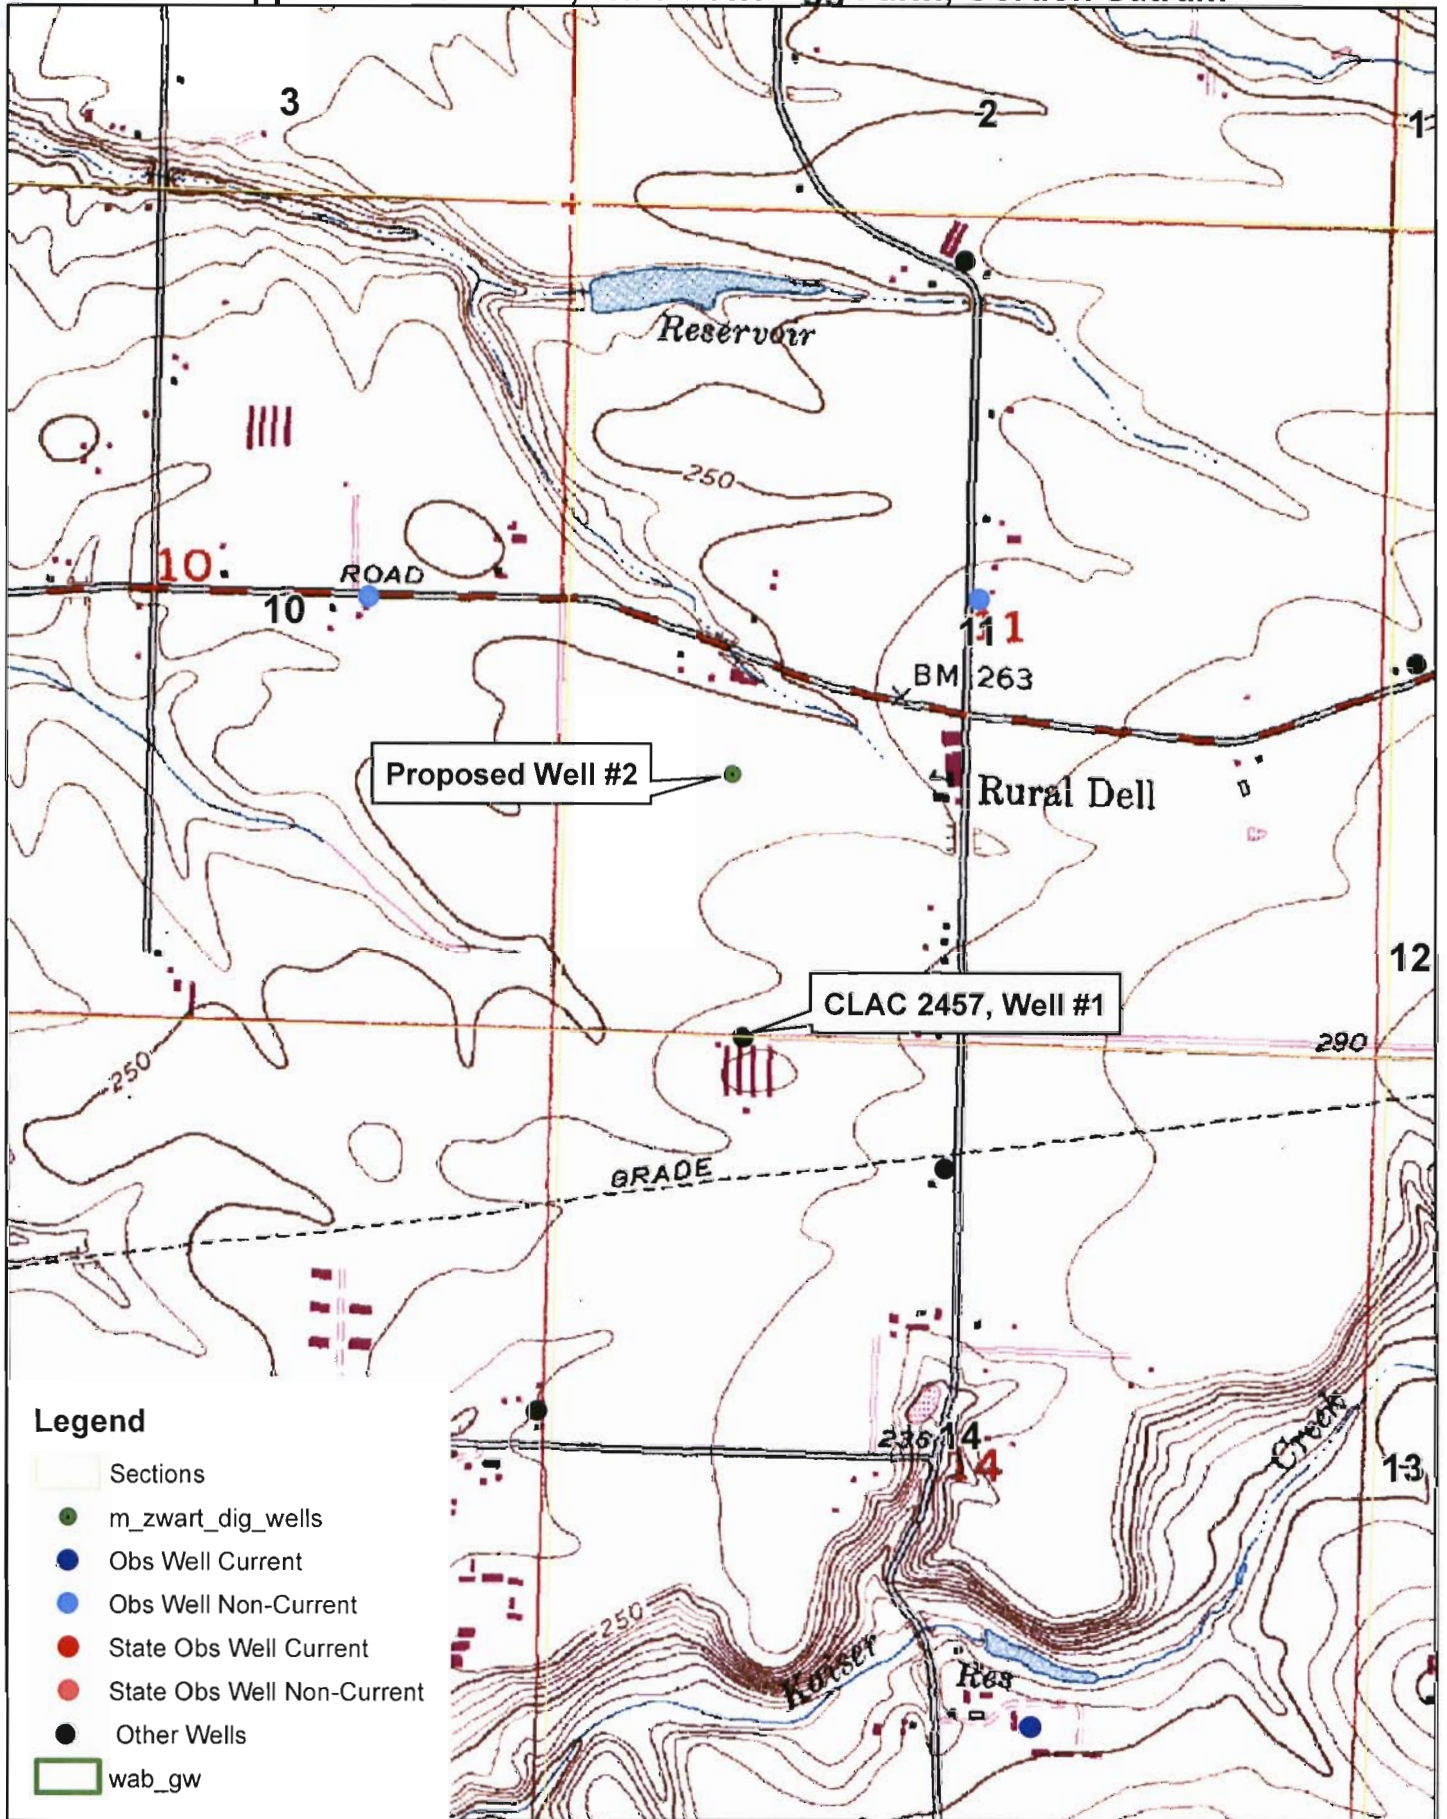 3
2
1
Reservoir
250
10
ROAD
10
11
11
BM 263
Proposed Well #2
Rural Dell
12
CLAC 2457, Well #1
290
250
GRADE
236
14
14
Creek
13
250
Kaiser
Res
Legend
Sections
m_zwart_dig_wells
Obs Well Current
Obs Well Non-Current
State Obs Well Current
State Obs Well Non-Current
Other Wells
wab_gw